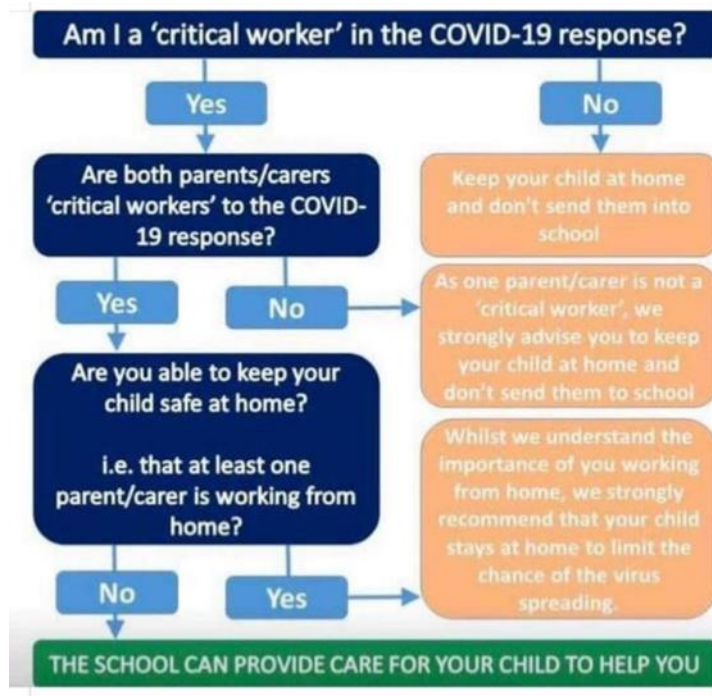 Am I a 'critical worker' in the COVID-19 response?
Yes
No
Are both parents/carers
'critical workers' to the COVID-
19 response?
Keep your child at home
and don't send them into
school
Yes
No
As one parent/carer is not a
'critical worker', we
strongly advise you to keep
your child at home and
don't send them to school
Are you able to keep your
child safe at home?
i.e. that at least one
parent/carer is working from
home?
Whilst we understand the
importance of you working
from home, we strongly
recommend that your child
stays at home to limit the
chance of the virus
spreading.
No
Yes
THE SCHOOL CAN PROVIDE CARE FOR YOUR CHILD TO HELP YOU